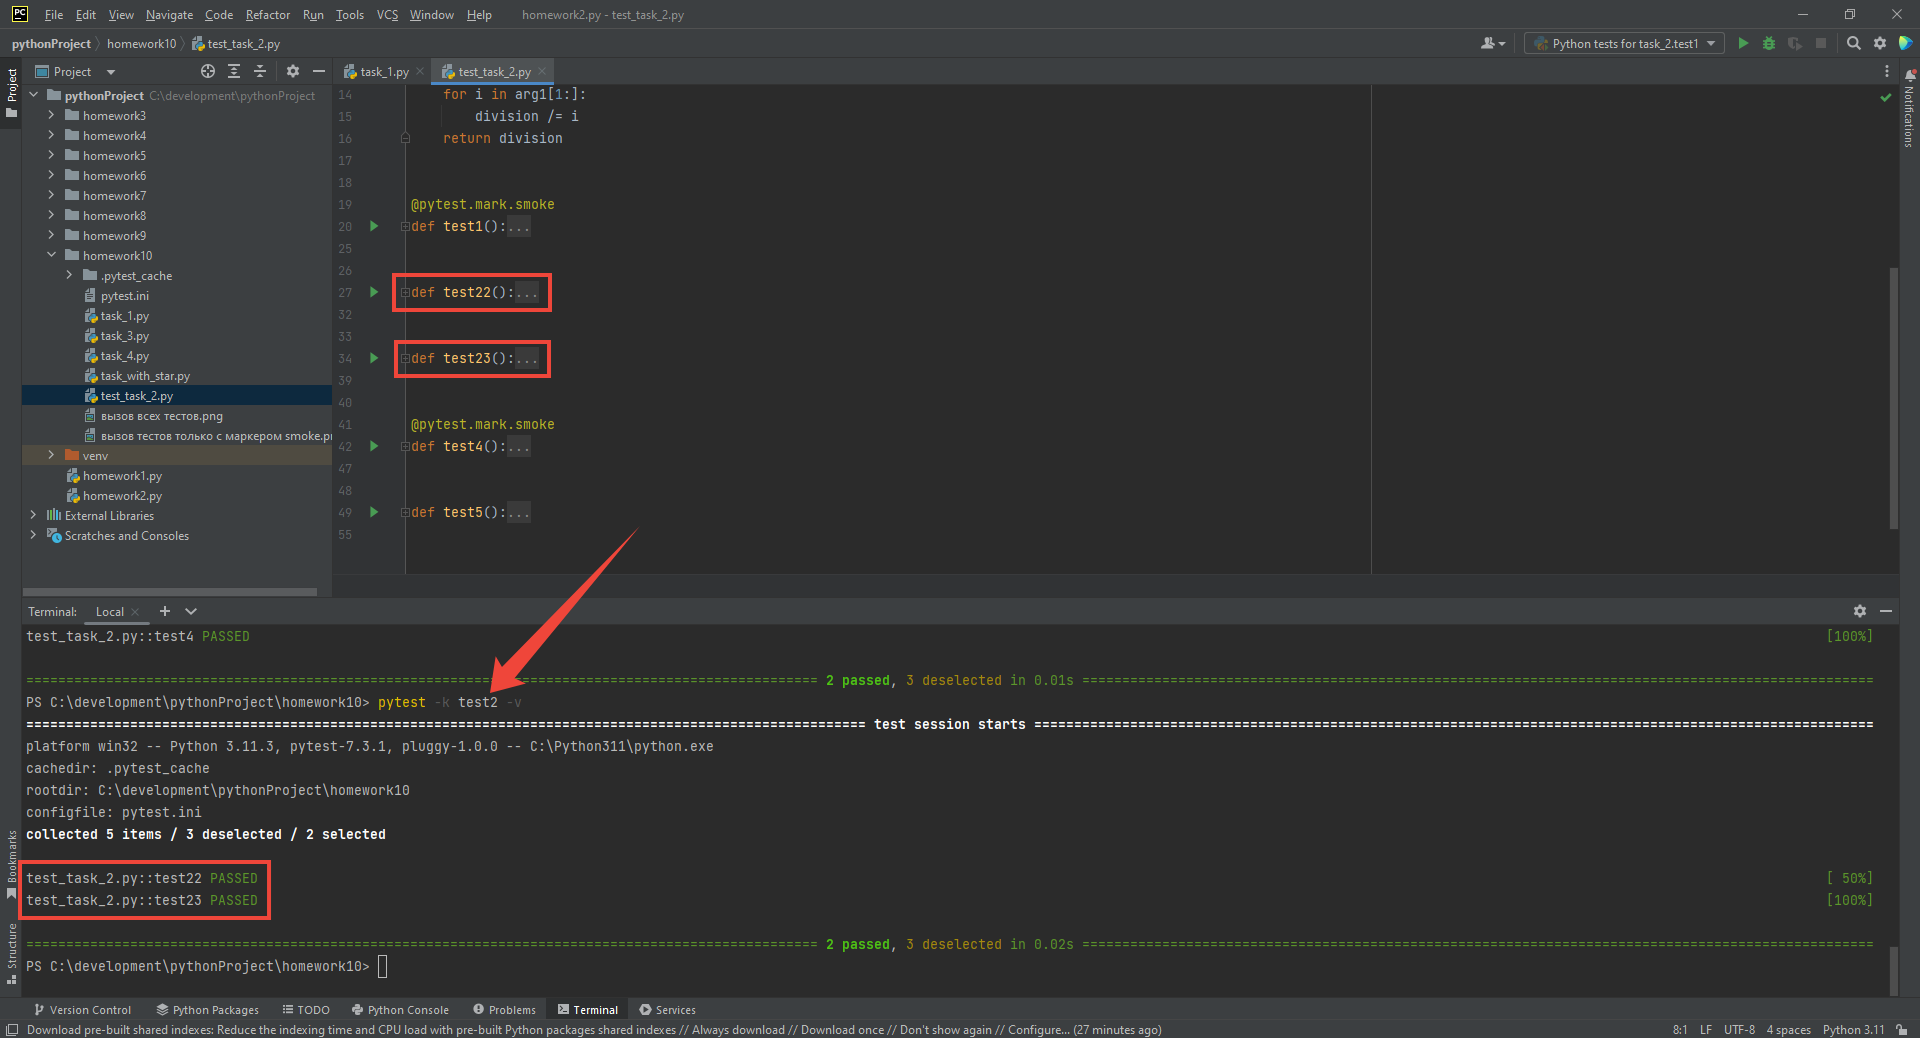 PC File Edit View Navigate Code Refactor Run Tools VCS Window Help homework2.py - test_task_2.py
pythonProject homework10 test_task_2.py Python tests for task_2.test1
Project
Project
task_1.py test_task_2.py
Notifications
pythonProject C:\development\pythonProject
homework3
homework4
homework5
homework6
homework7
homework8
homework9
homework10
.pytest_cache
pytest.ini
task_1.py
task_3.py
task_4.py
task_with_star.py
test_task_2.py
вызов всех тестов.png
вызов тестов только с маркером smoke.
venv
homework1.py
homework2.py
External Libraries
Scratches and Consoles
14 for i in arg1[1:]:
15 division /= i
16 return division
17
18
19 @pytest.mark.smoke
20 def test1():...
25
26
27 def test22():...
32
33
34 def test23():...
39
40
41 @pytest.mark.smoke
42 def test4():...
47
48
49 def test5():...
55
Terminal: Local
test_task_2.py::test4 PASSED [100%]
2 passed, 3 deselected in 0.01s
PS C:\development\pythonProject\homework10> pytest -k test2 -v
test session starts
platform win32 -- Python 3.11.3, pytest-7.3.1, pluggy-1.0.0 -- C:\Python311\python.exe
cachedir: .pytest_cache
rootdir: C:\development\pythonProject\homework10
configfile: pytest.ini
collected 5 items / 3 deselected / 2 selected
test_task_2.py::test22 PASSED [ 50%]
test_task_2.py::test23 PASSED [100%]
2 passed, 3 deselected in 0.02s
PS C:\development\pythonProject\homework10>
Bookmarks
Structure
Version Control Python Packages TODO Python Console Problems Terminal Services
Download pre-built shared indexes: Reduce the indexing time and CPU load with pre-built Python packages shared indexes // Always download // Download once // Don't show again // Configure... (27 minutes ago) 8:1 LF UTF-8 4 spaces Python 3.11